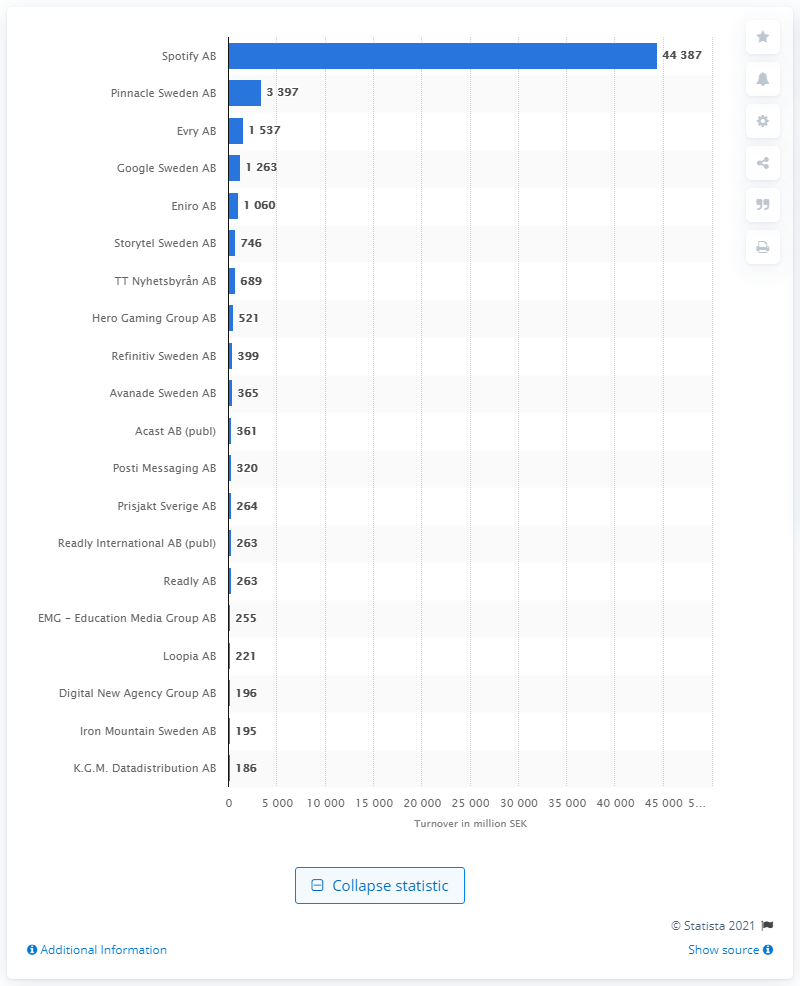 Spotify AB 44 387
Pinnacle Sweden AB 3 397
Evry AB 1 537
Google Sweden AB 1 263
Eniro AB 1 060
Storytel Sweden AB 746
TT Nyhetsbyrån AB 689
Hero Gaming Group AB 521
Refinitiv Sweden AB 399
Avanade Sweden AB 365
Acast AB (publ) 361
Posti Messaging AB 320
Prisjakt Sverige AB 264
Readly International AB (publ) 263
Readly AB 263
EMG – Education Media Group AB 255
Loopia AB 221
Digital New Agency Group AB 196
Iron Mountain Sweden AB 195
K.G.M. Datadistribution AB 186
0 5 000 10 000 15 000 20 000 25 000 30 000 35 000 40 000 45 000 5...
Turnover in million SEK
Collapse statistic
© Statista 2021
Additional Information Show source